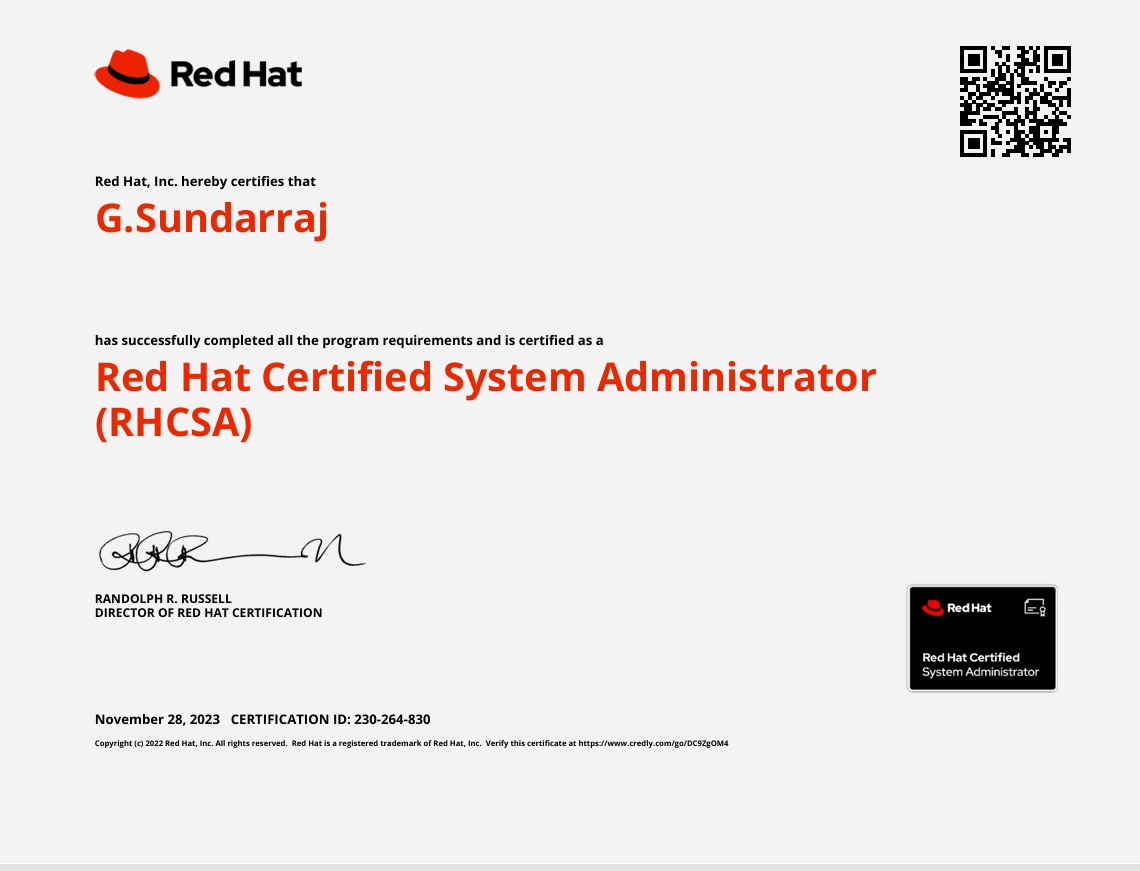 Red Hat
Red Hat, Inc. hereby certifies that
G.Sundarraj
has successfully completed all the program requirements and is certified as a
Red Hat Certified System Administrator
(RHCSA)
RANDOLPH R. RUSSELL
DIRECTOR OF RED HAT CERTIFICATION
Red Hat
Red Hat Certified
System Administrator
November 28, 2023 CERTIFICATION ID: 230-264-830
Copyright (c) 2022 Red Hat, Inc. All rights reserved. Red Hat is a registered trademark of Red Hat, Inc. Verify this certificate at https://www.credly.com/go/DC9ZgOM4